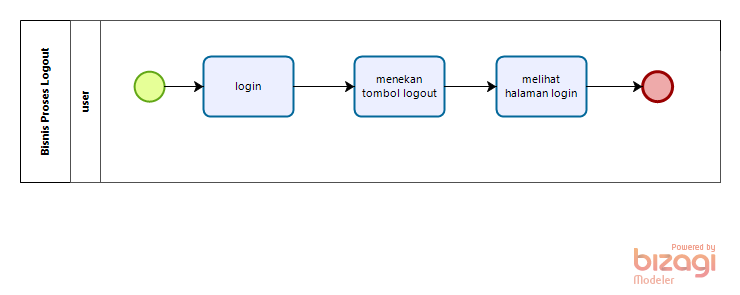 Bisnis Proses Logout
user
login
menekan
tombol logout
melihat
halaman login
Powered by
bizagi
Modeler